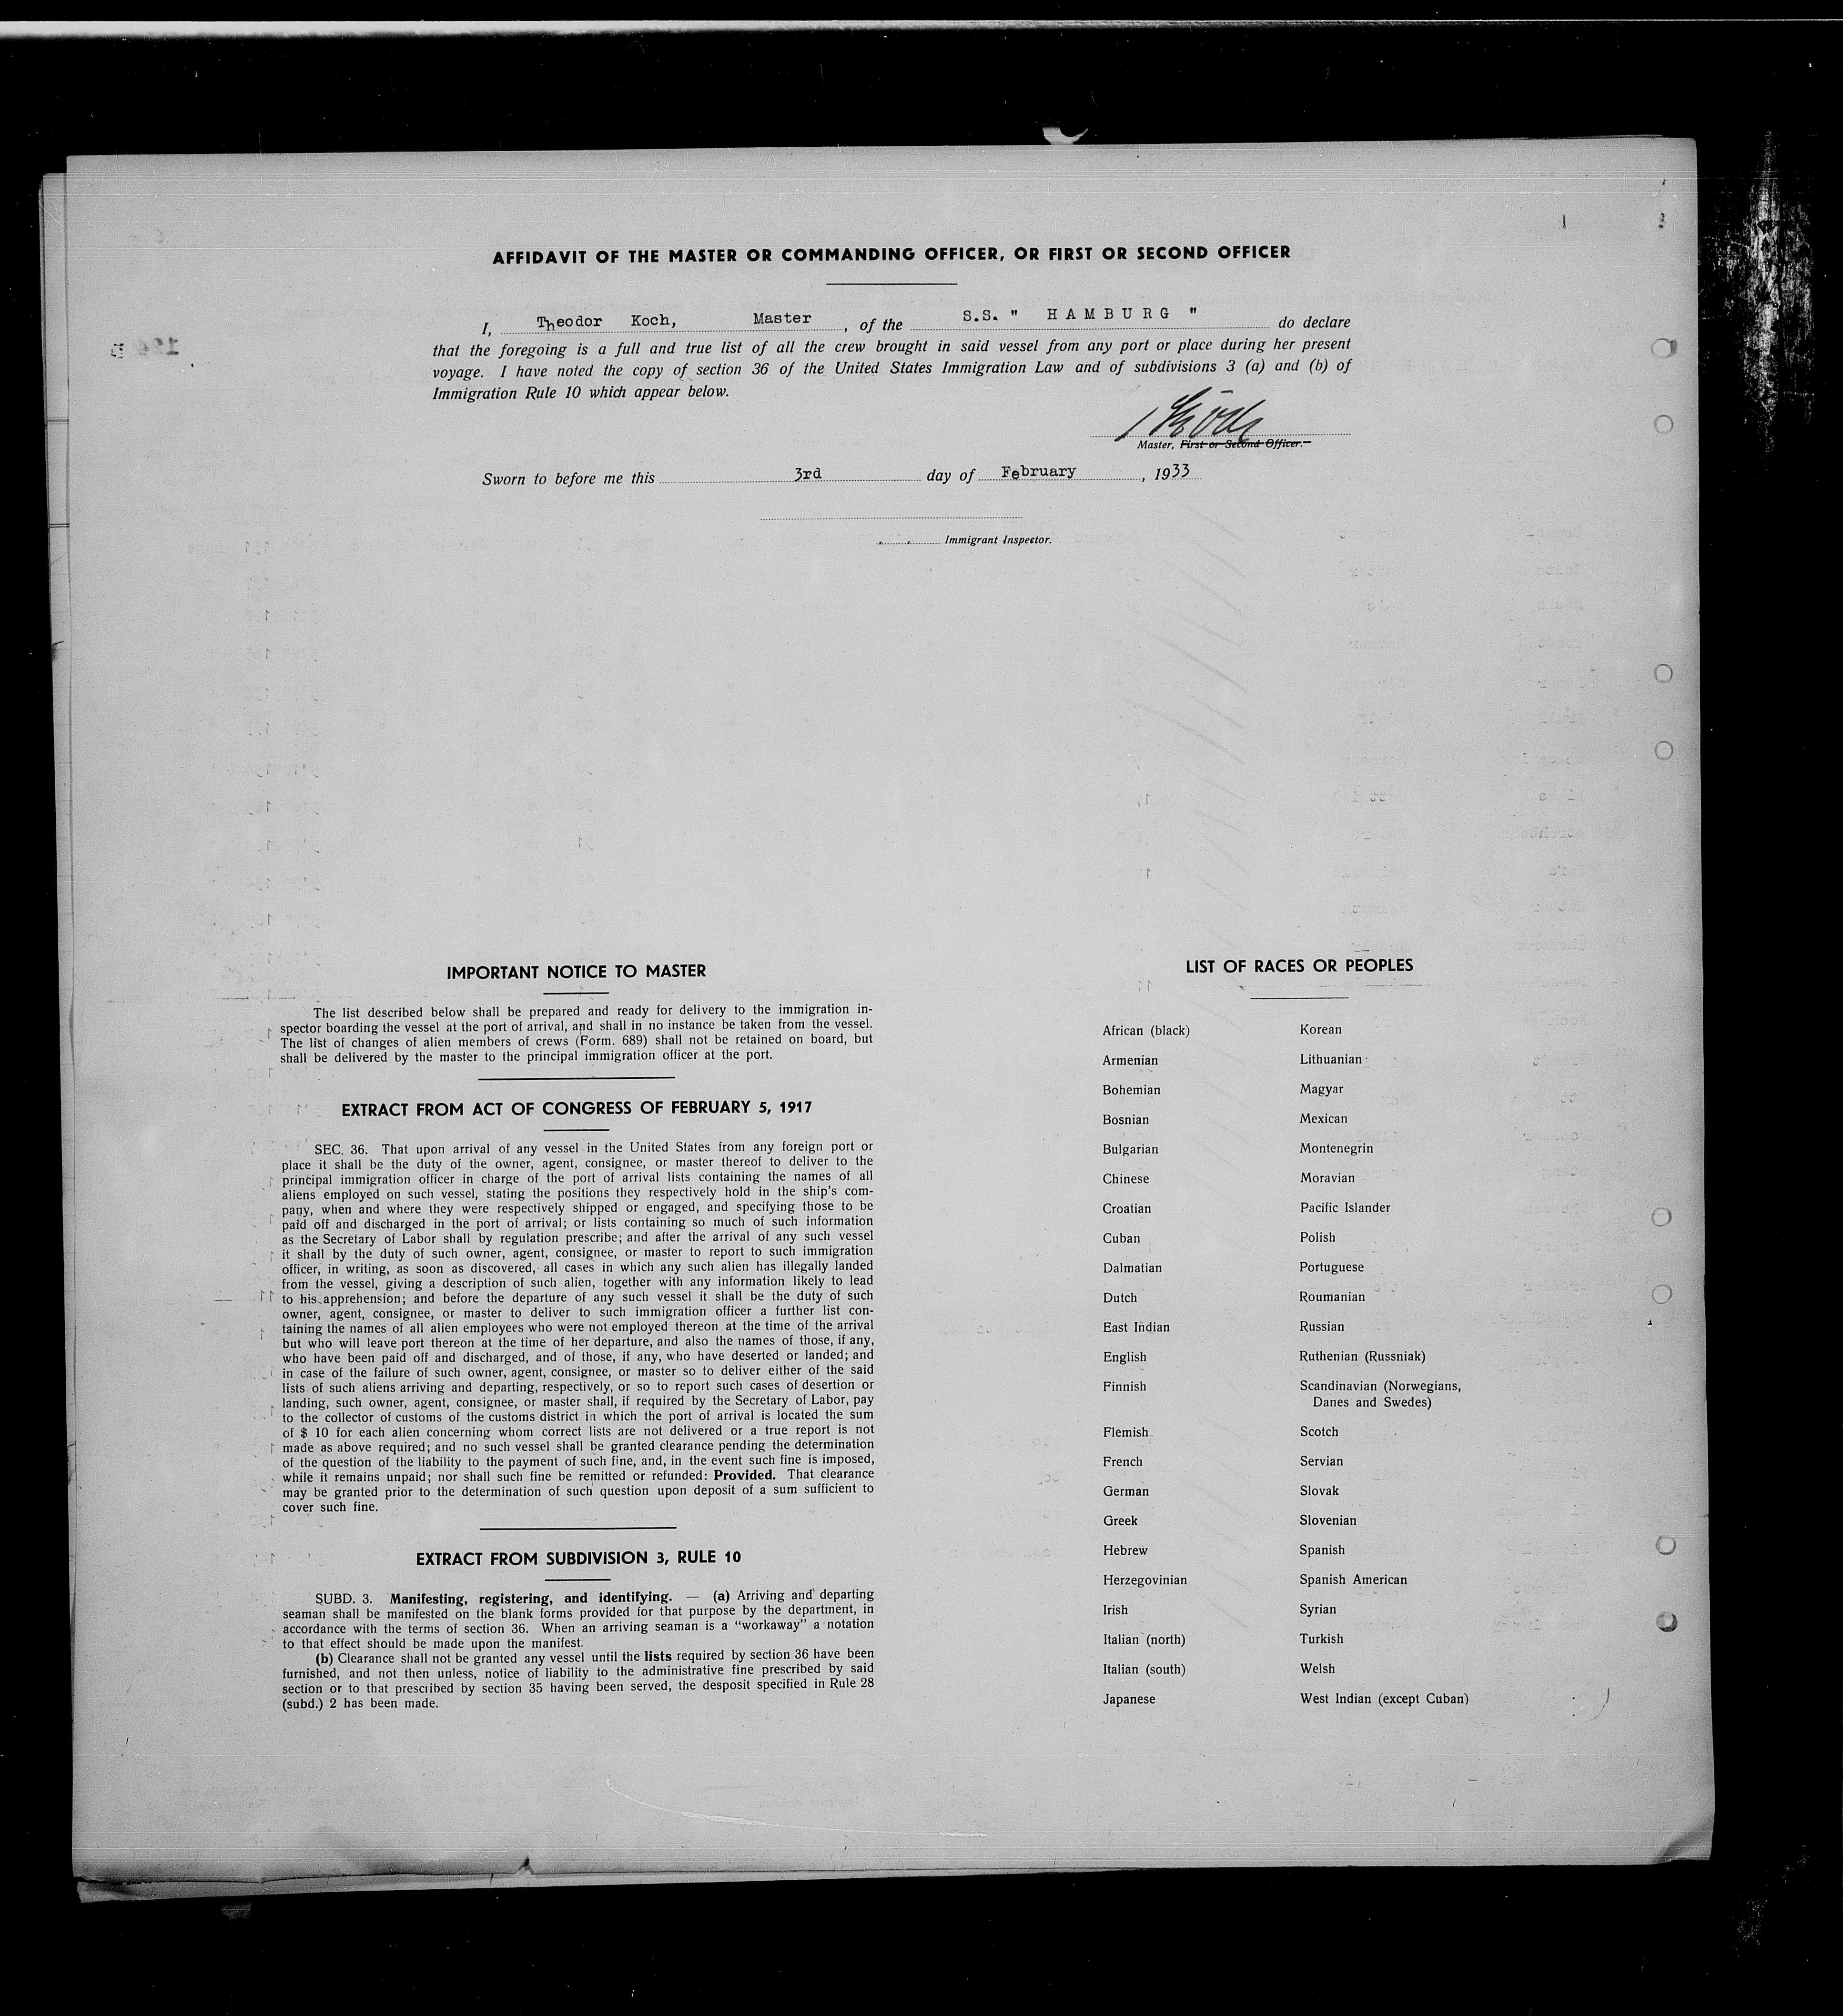 AFFIDAVIT OF THE MASTER OR COMMANDING OFFICER, OR FIRST OR SECOND OFFICER
I, Theodor Koch, Master, of the S.S. " H A M B U R G " do declare
that the foregoing is a full and true list of all the crew brought in said vessel from any port or place during her present
voyage. I have noted the copy of section 36 of the United States Immigration Law and of subdivisions 3 (a) and (b) of
Immigration Rule 10 which appear below.
Master, First or Second Officer.
Sworn to before me this 3rd day of February, 1933
Immigrant Inspector.
IMPORTANT NOTICE TO MASTER
The list described below shall be prepared and ready for delivery to the immigration in-
spector boarding the vessel at the port of arrival, and shall in no instance be taken from the vessel.
The list of changes of alien members of crews (Form. 689) shall not be retained on board, but
shall be delivered by the master to the principal immigration officer at the port.
EXTRACT FROM ACT OF CONGRESS OF FEBRUARY 5, 1917
SEC. 36. That upon arrival of any vessel in the United States from any foreign port or
place it shall be the duty of the owner, agent, consignee, or master thereof to deliver to the
principal immigration officer in charge of the port of arrival lists containing the names of all
aliens employed on such vessel, stating the positions they respectively hold in the ship's com-
pany, when and where they were respectively shipped or engaged, and specifying those to be
paid off and discharged in the port of arrival; or lists containing so much of such information
as the Secretary of Labor shall by regulation prescribe; and after the arrival of any such vessel
it shall by the duty of such owner, agent, consignee, or master to report to such immigration
officer, in writing, as soon as discovered, all cases in which any such alien has illegally landed
from the vessel, giving a description of such alien, together with any information likely to lead
to his apprehension; and before the departure of any such vessel it shall be the duty of such
owner, agent, consignee, or master to deliver to such immigration officer a further list con-
taining the names of all alien employees who were not employed thereon at the time of the arrival
but who will leave port thereon at the time of her departure, and also the names of those, if any,
who have been paid off and discharged, and of those, if any, who have deserted or landed; and
in case of the failure of such owner, agent, consignee, or master so to deliver either of the said
lists of such aliens arriving and departing, respectively, or so to report such cases of desertion or
landing, such owner, agent, consignee, or master shall, if required by the Secretary of Labor, pay
to the collector of customs of the customs district in which the port of arrival is located the sum
of $ 10 for each alien concerning whom correct lists are not delivered or a true report is not
made as above required; and no such vessel shall be granted clearance pending the determination
of the question of the liability to the payment of such fine, and, in the event such fine is imposed,
while it remains unpaid; nor shall such fine be remitted or refunded: Provided. That clearance
may be granted prior to the determination of such question upon deposit of a sum sufficient to
cover such fine.
EXTRACT FROM SUBDIVISION 3, RULE 10
SUBD. 3. Manifesting, registering, and identifying. — (a) Arriving and departing
seaman shall be manifested on the blank forms provided for that purpose by the department, in
accordance with the terms of section 36. When an arriving seaman is a "workaway" a notation
to that effect should be made upon the manifest.
(b) Clearance shall not be granted any vessel until the lists required by section 36 have been
furnished, and not then unless, notice of liability to the administrative fine prescribed by said
section or to that prescribed by section 35 having been served, the desposit specified in Rule 28
(subd.) 2 has been made.
LIST OF RACES OR PEOPLES
African (black)
Armenian
Bohemian
Bosnian
Bulgarian
Chinese
Croatian
Cuban
Dalmatian
Dutch
East Indian
English
Finnish
Flemish
French
German
Greek
Hebrew
Herzegovinian
Irish
Italian (north)
Italian (south)
Japanese
Korean
Lithuanian
Magyar
Mexican
Montenegrin
Moravian
Pacific Islander
Polish
Portuguese
Roumanian
Russian
Ruthenian (Russniak)
Scandinavian (Norwegians,
Danes and Swedes)
Scotch
Servian
Slovak
Slovenian
Spanish
Spanish American
Syrian
Turkish
Welsh
West Indian (except Cuban)